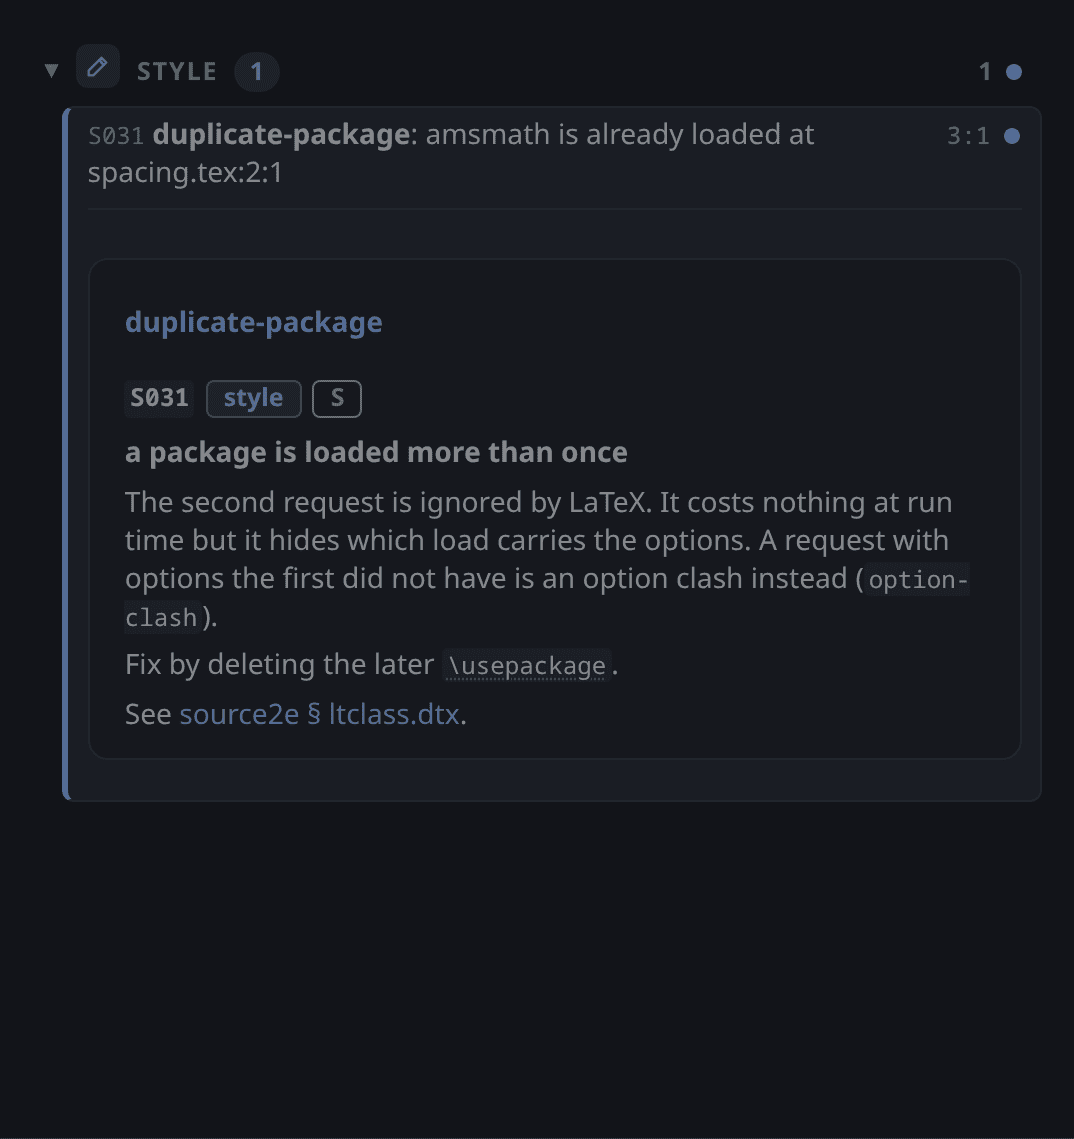 ▼ STYLE 1 1
S031 duplicate-package: amsmath is already loaded at 3:1
spacing.tex:2:1
duplicate-package
S031 style S
a package is loaded more than once
The second request is ignored by LaTeX. It costs nothing at run
time but it hides which load carries the options. A request with
options the first did not have is an option clash instead (option-
clash).
Fix by deleting the later \usepackage.
See source2e § ltclass.dtx.